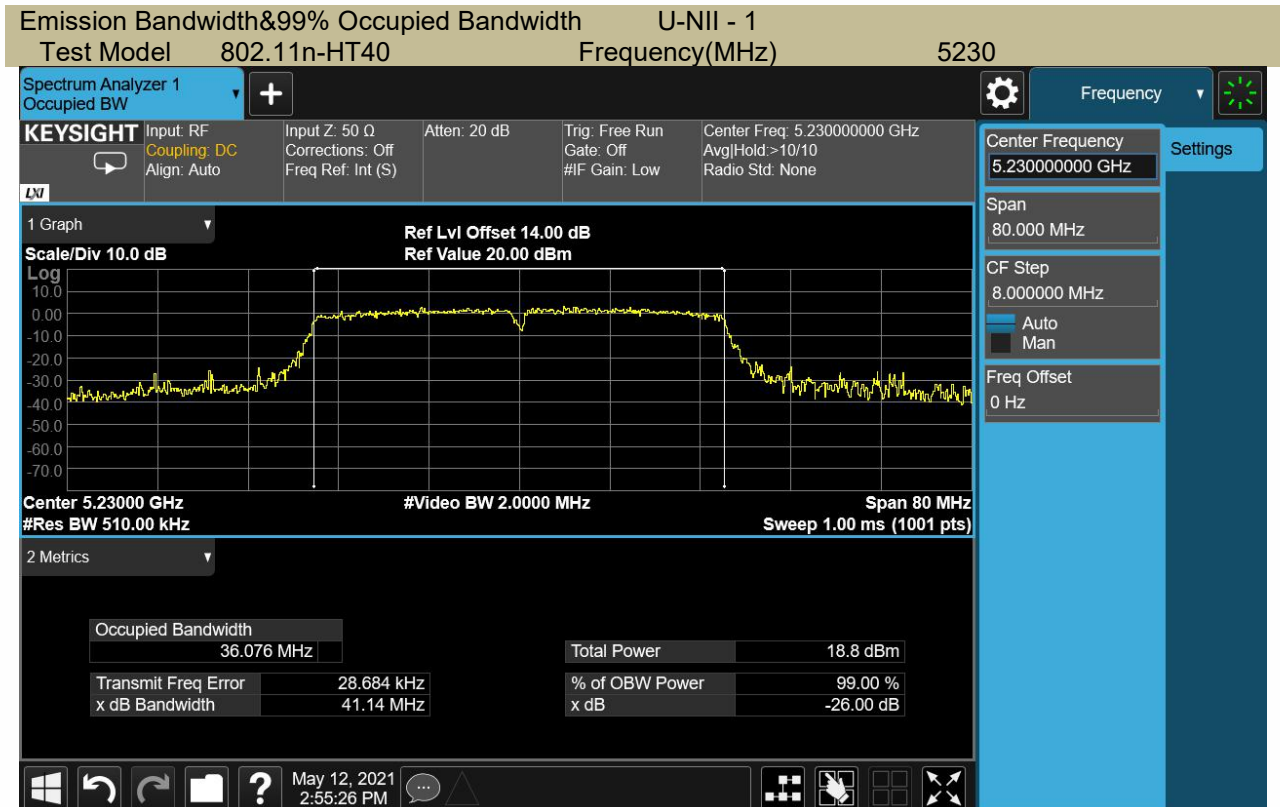 Emission Bandwidth&99% Occupied Bandwidth U-NII - 1
Test Model 802.11n-HT40 Frequency(MHz) 5230
Spectrum Analyzer 1
Occupied BW
+
Frequency
KEYSIGHT
LXI
Input: RF
Coupling: DC
Align: Auto
Input Z: 50 Ω
Corrections: Off
Freq Ref: Int (S)
Atten: 20 dB
Trig: Free Run
Gate: Off
#IF Gain: Low
Center Freq: 5.230000000 GHz
Avg|Hold:>10/10
Radio Std: None
Center Frequency
5.230000000 GHz
Settings
Span
80.000 MHz
CF Step
8.000000 MHz
Auto
Man
Freq Offset
0 Hz
1 Graph
Scale/Div 10.0 dB
Ref Lvl Offset 14.00 dB
Ref Value 20.00 dBm
Log
10.0
0.00
-10.0
-20.0
-30.0
-40.0
-50.0
-60.0
-70.0
Center 5.23000 GHz
#Video BW 2.0000 MHz
Span 80 MHz
#Res BW 510.00 kHz
Sweep 1.00 ms (1001 pts)
2 Metrics
Occupied Bandwidth
36.076 MHz
Total Power 18.8 dBm
Transmit Freq Error 28.684 kHz
% of OBW Power 99.00 %
x dB Bandwidth 41.14 MHz
x dB -26.00 dB
?
May 12, 2021
2:55:26 PM